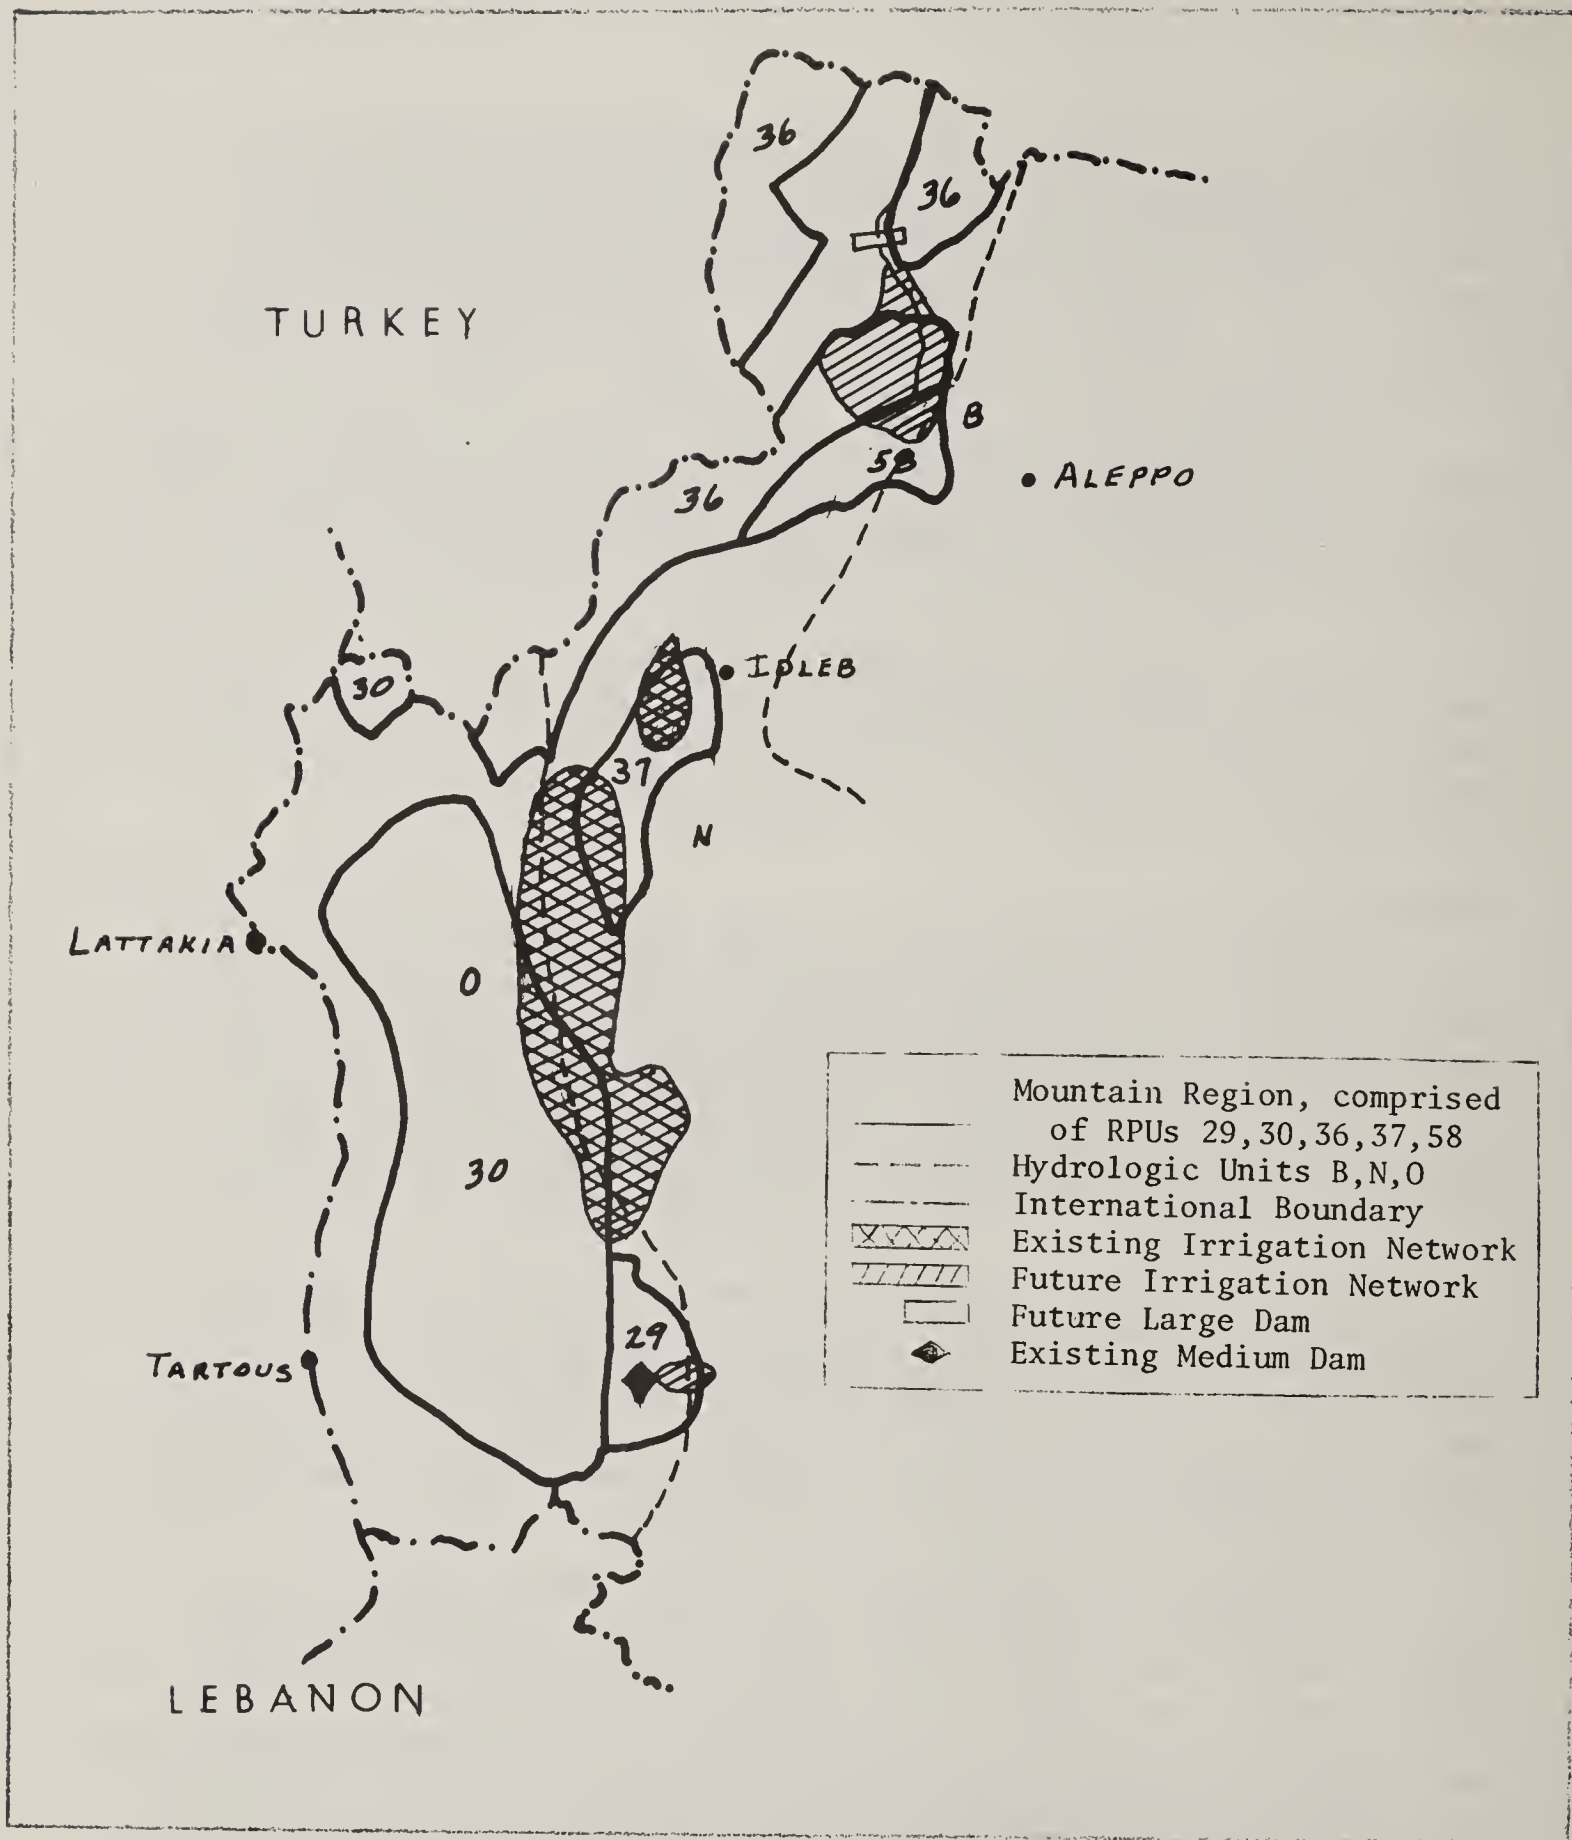 36
36
TURKEY
B
58
ALEPPO
36
IDLEB
30
37
N
LATTAKIA
O
Mountain Region, comprised
of RPUs 29,30,36,37,58
Hydrologic Units B,N,O
International Boundary
Existing Irrigation Network
Future Irrigation Network
Future Large Dam
Existing Medium Dam
30
29
TARTOUS
LEBANON